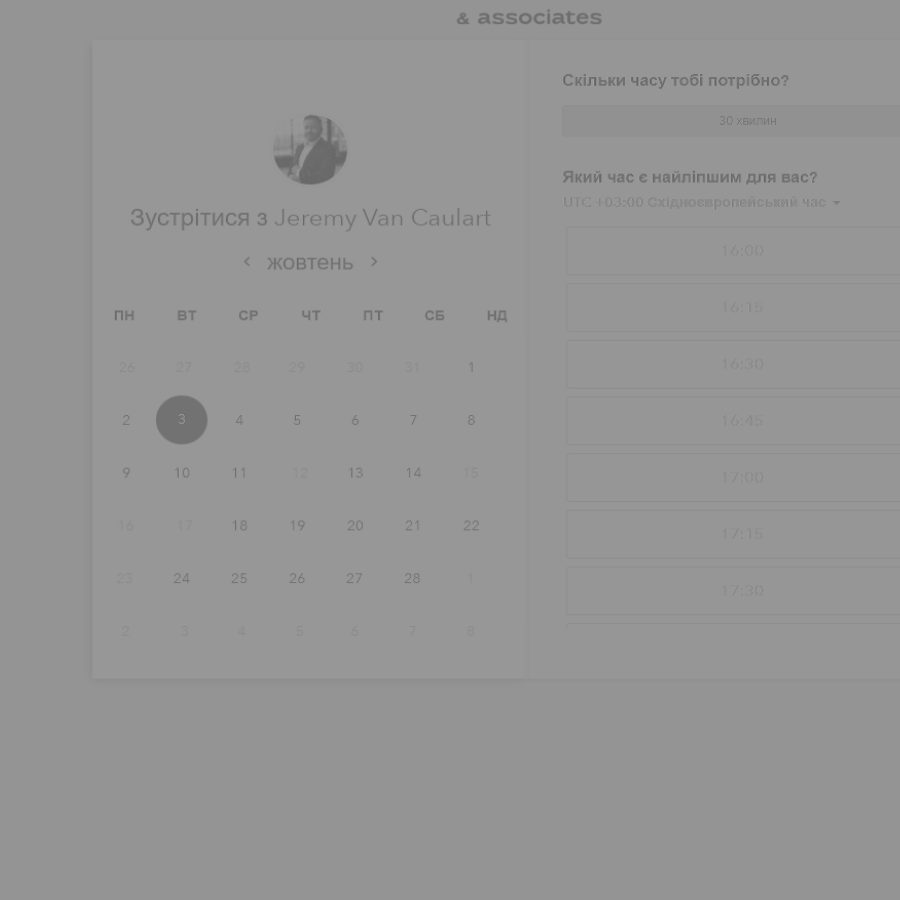 & associates
Зустрітися з Jeremy Van Caulart
жовтень
ПН ВТ СР ЧТ ПТ СБ НД
26 27 28 29 30 31 1
2 3 4 5 6 7 8
9 10 11 12 13 14 15
16 17 18 19 20 21 22
23 24 25 26 27 28 1
2 3 4 5 6 7 8
Скільки часу тобі потрібно?
30 хвилин
Який час є найліпшим для вас?
UTC +03:00 Східноєвропейський час
16:00
16:15
16:30
16:45
17:00
17:15
17:30